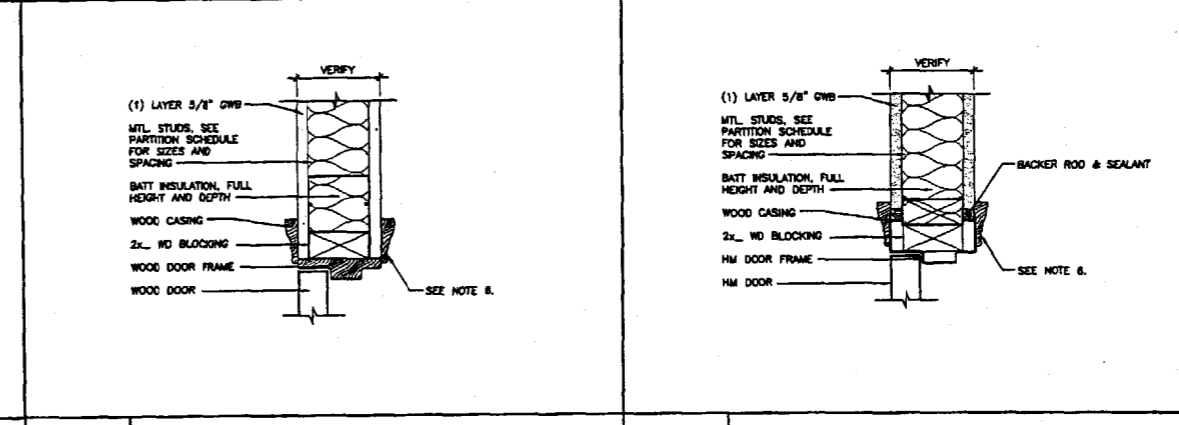 VERIFY
(1) LAYER 5/8" GWB
MTL. STUDS, SEE
PARTITION SCHEDULE
FOR SIZES AND
SPACING
BATT INSULATION, FULL
HEIGHT AND DEPTH
WOOD CASING
2x_ WD BLOCKING
WOOD DOOR FRAME
WOOD DOOR
SEE NOTE 6.
VERIFY
(1) LAYER 5/8" GWB
MTL. STUDS, SEE
PARTITION SCHEDULE
FOR SIZES AND
SPACING
BACKER ROD & SEALANT
BATT INSULATION, FULL
HEIGHT AND DEPTH
WOOD CASING
2x_ WD BLOCKING
HM DOOR FRAME
HM DOOR
SEE NOTE 6.